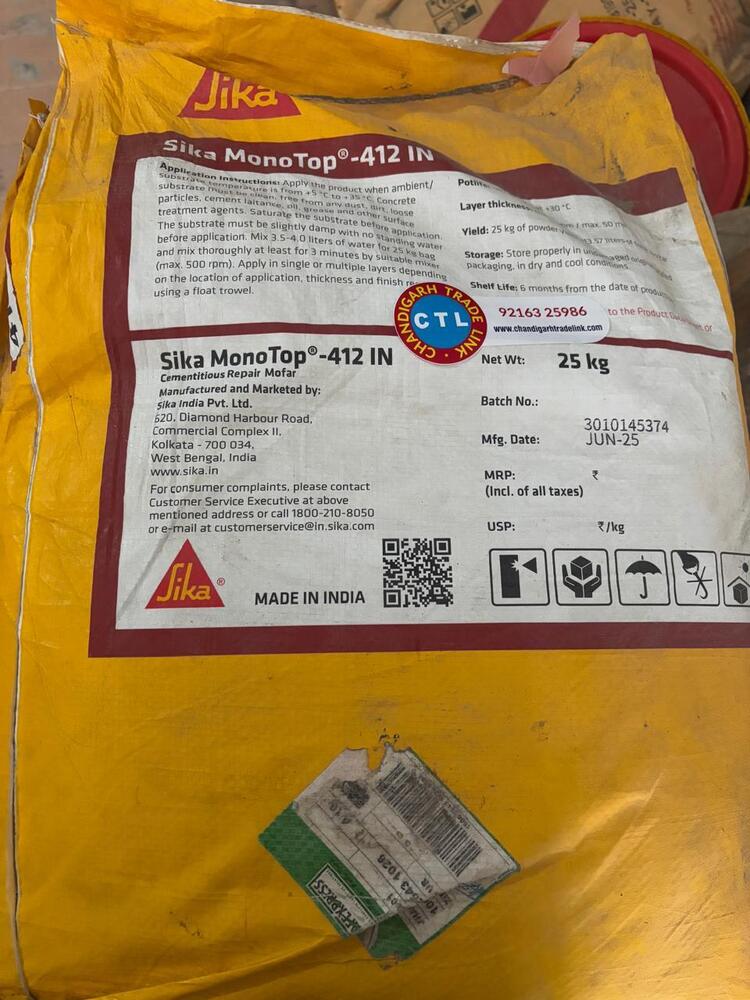 Sika
Sika MonoTop®-412 IN
Application Instructions: Apply the product when ambient/
substrate temperature is from +5 °C to +35 °C. Concrete
substrate must be clean, free from any dust, dirt, loose
particles, cement laitance, oil, grease and other surface
treatment agents. Saturate the substrate before application.
The substrate must be slightly damp with no standing water
before application. Mix 3.5-4.0 liters of water for 25 kg bag
and mix thoroughly at least for 3 minutes by suitable mixer
(max. 500 rpm). Apply in single or multiple layers depending
on the location of application, thickness and finish
using a float trowel.
Layer thickness
+30 °C
/ max. 50
Yield: 25 kg of powder
Storage: Store properly in
packaging, in dry and cool conditions.
Shelf Life: 6 months from the date of
to the Product
or
CHANDIGARH TRADE LINK
CTL
92163 25986
www.chandigarhtradelink.com
Sika MonoTop®-412 IN
Cementitious Repair Mofar
Manufactured and Marketed by:
Sika India Pvt. Ltd.
620, Diamond Harbour Road,
Commercial Complex II,
Kolkata - 700 034,
West Bengal, India
www.sika.in
For consumer complaints, please contact
Customer Service Executive at above
mentioned address or call 1800-210-8050
or e-mail at customerservice@in.sika.com
Sika®
MADE IN INDIA
Net Wt: 25 kg
Batch No.:
3010145374
Mfg. Date: JUN-25
MRP: ₹
(Incl. of all taxes)
USP: ₹/kg